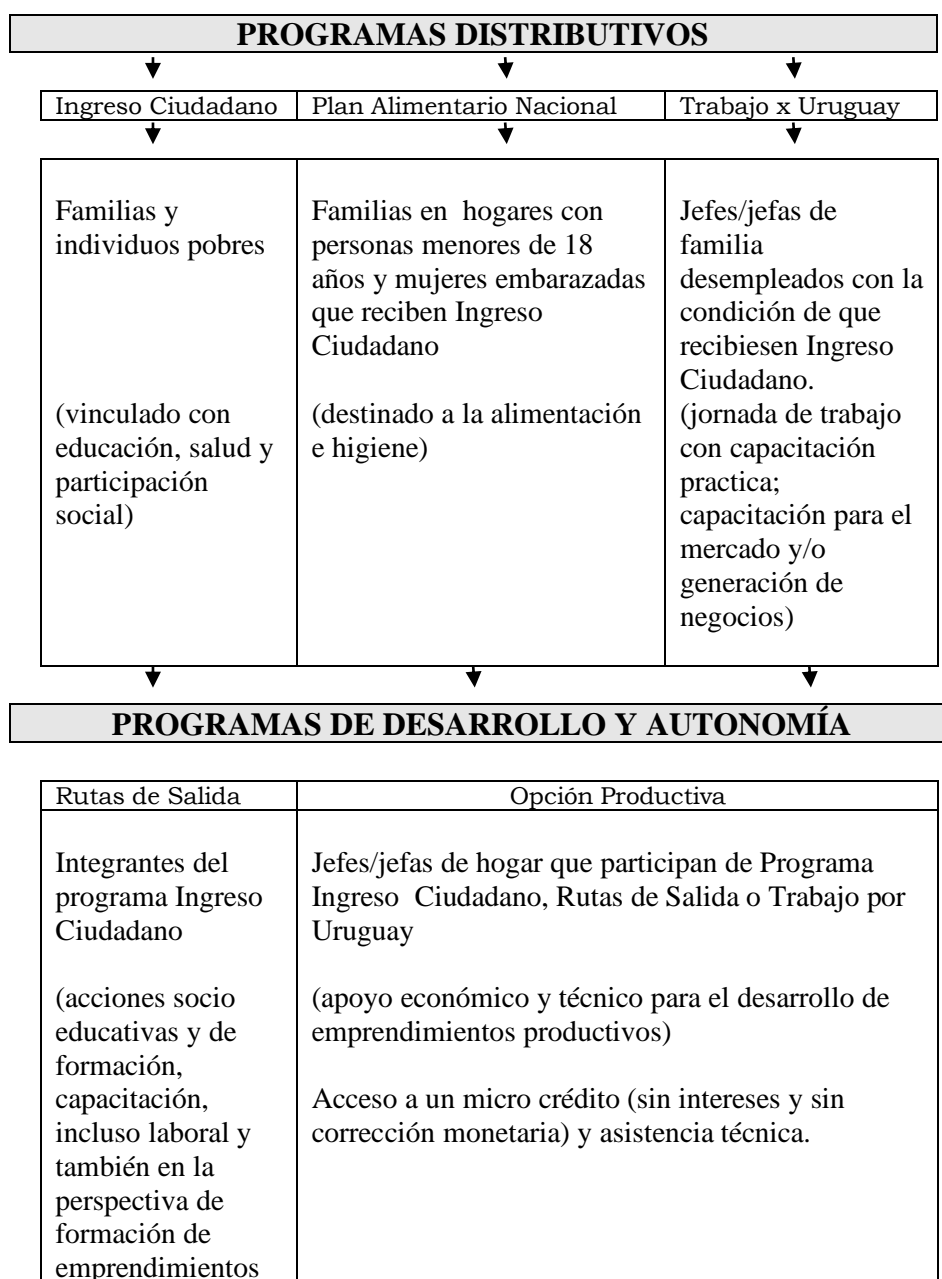 PROGRAMAS DISTRIBUTIVOS
Ingreso Ciudadano
Plan Alimentario Nacional
Trabajo x Uruguay
Familias y
individuos pobres
(vinculado con
educación, salud y
participación
social)
Familias en hogares con
personas menores de 18
años y mujeres embarazadas
que reciben Ingreso
Ciudadano
(destinado a la alimentación
e higiene)
Jefes/jefas de
familia
desempleados con la
condición de que
recibiesen Ingreso
Ciudadano.
(jornada de trabajo
con capacitación
practica;
capacitación para el
mercado y/o
generación de
negocios)
PROGRAMAS DE DESARROLLO Y AUTONOMÍA
Rutas de Salida
Integrantes del
programa Ingreso
Ciudadano
(acciones socio
educativas y de
formación,
capacitación,
incluso laboral y
también en la
perspectiva de
formación de
emprendimientos
Opción Productiva
Jefes/jefas de hogar que participan de Programa
Ingreso Ciudadano, Rutas de Salida o Trabajo por
Uruguay
(apoyo económico y técnico para el desarrollo de
emprendimientos productivos)
Acceso a un micro crédito (sin intereses y sin
corrección monetaria) y asistencia técnica.